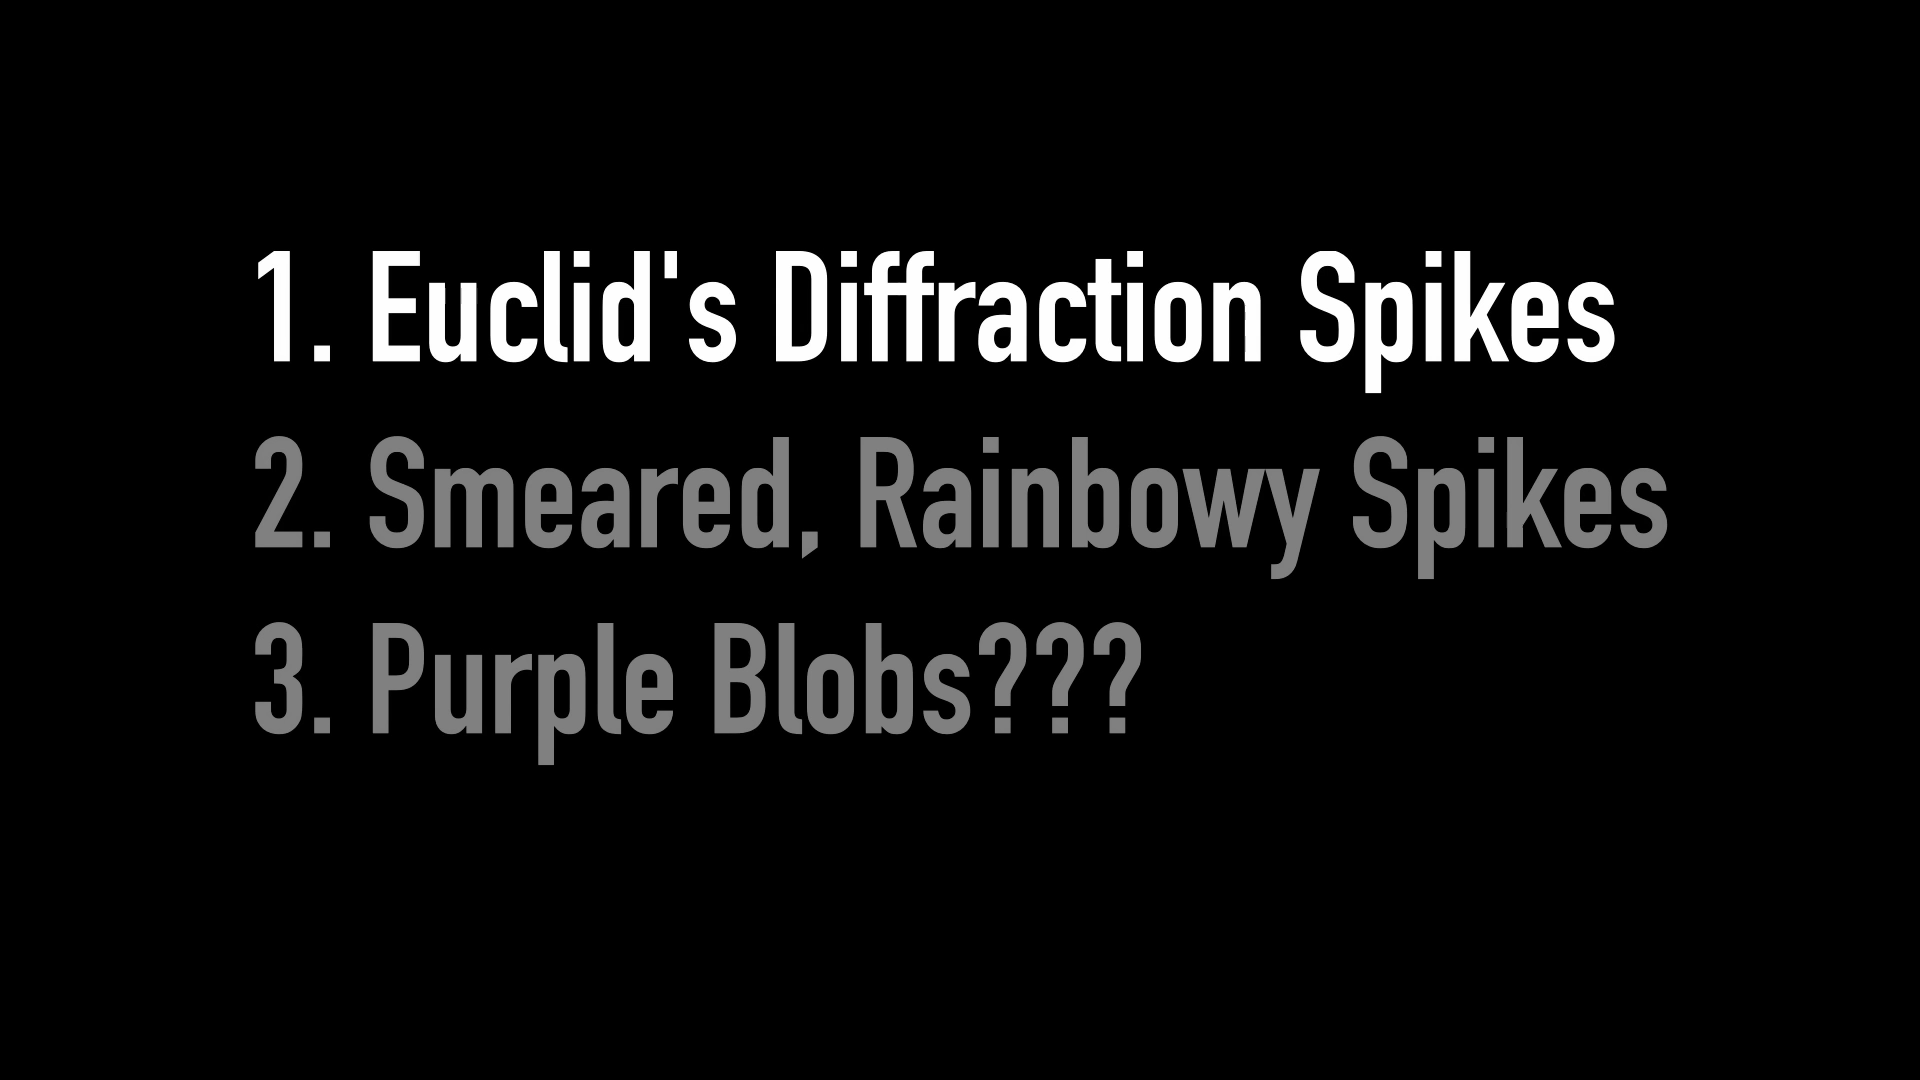 1. Euclid's Diffraction Spikes
2. Smeared, Rainbowy Spikes
3. Purple Blobs???